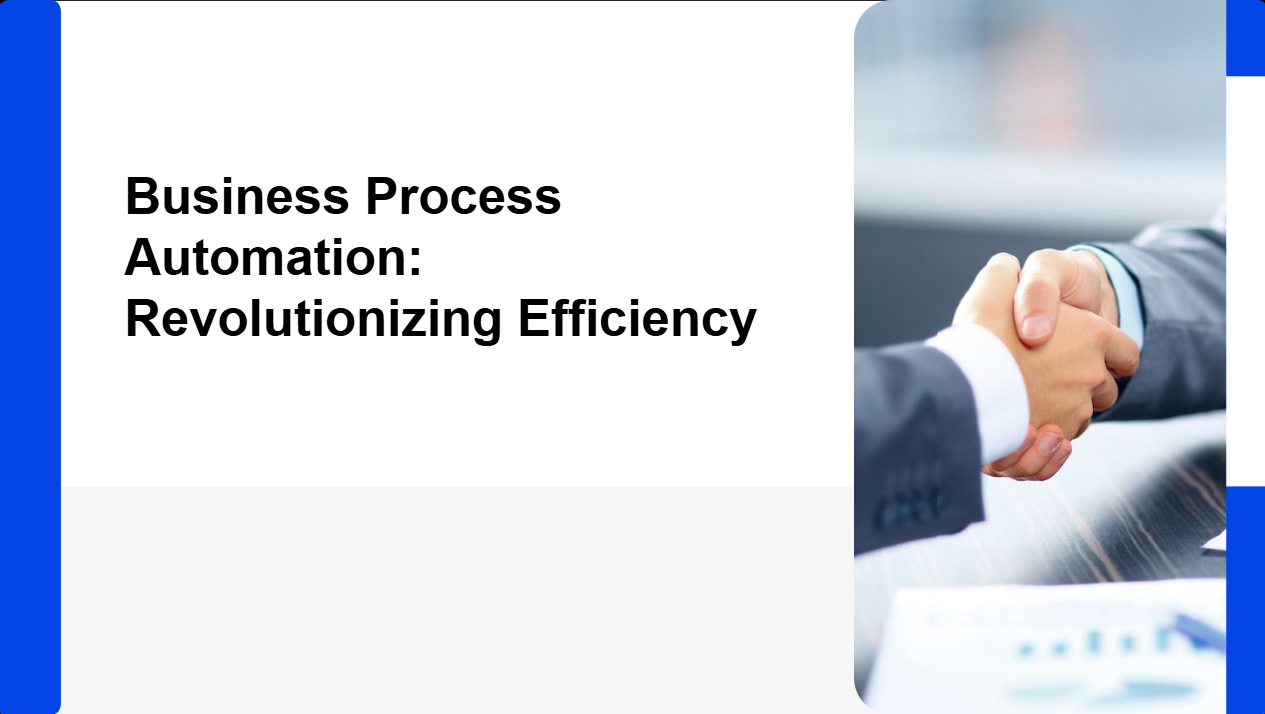 Business Process
Automation:
Revolutionizing Efficiency